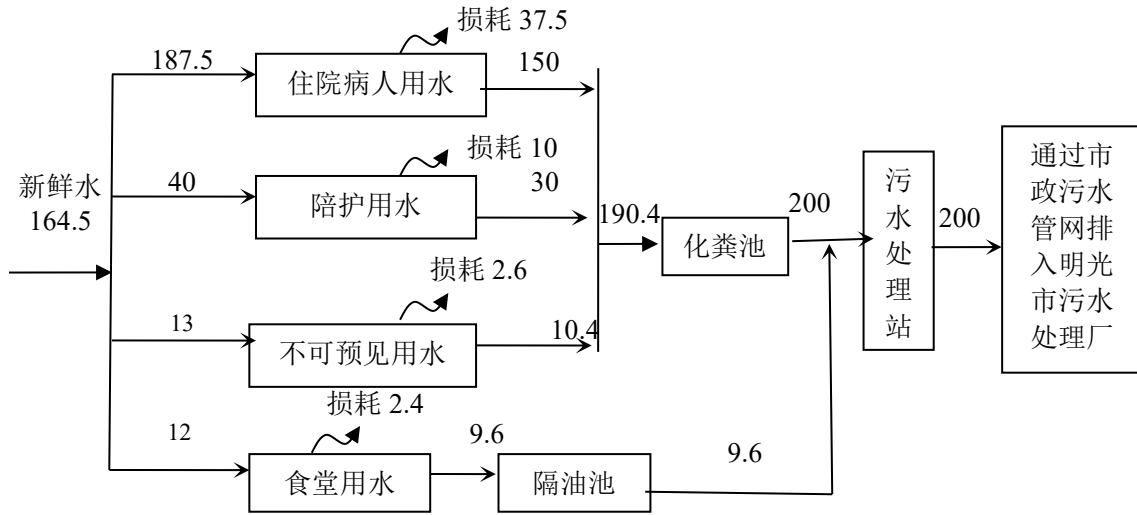 损耗 37.5
187.5
住院病人用水
150
损耗 10
新鲜水
164.5
40
陪护用水
30
190.4
化粪池
200
污
水
处
理
站
200
通过市
政污水
管网排
入明光
市污水
处理厂
损耗 2.6
13
不可预见用水
10.4
损耗 2.4
12
食堂用水
9.6
隔油池
9.6